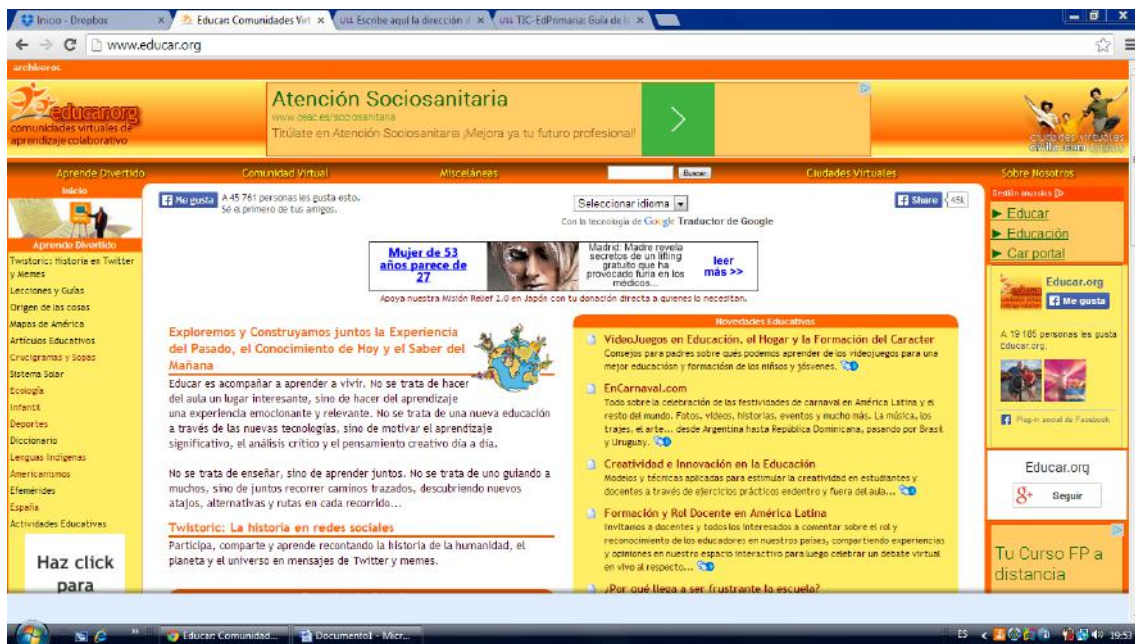 Inicio - Dropbox
Educar: Comunidades Virt
Escribe aquí la dirección d
TIC-EdPrimaria: Guía de la
www.educar.org
archiveros
educar.org
comunidades virtuales de
aprendizaje colaborativo
Atención Sociosanitaria
www.ceac.es/sociosanitaria
Titúlate en Atención Sociosanitaria ¡Mejora ya tu futuro profesional!
ciudades virtuales
Aprende Divertido
Comunidad Virtual
Misceláneas
Buscar
Ciudades Virtuales
Sobre Nosotros
Inicio
Aprende Divertido
Twistoric: Historia en Twitter
y Memes
Lecciones y Guías
Origen de las cosas
Mapas de América
Artículos Educativos
Crucigramas y Sopas
Sistema Solar
Ecología
Infantil
Deportes
Diccionario
Lenguas Indígenas
Americanismos
Efemérides
España
Actividades Educativas
Haz click
para
Me gusta
A 45 761 personas les gusta esto.
Sé el primero de tus amigos.
Seleccionar idioma
Con la tecnología de Google Traductor de Google
Share
45k
Mujer de 53
años parece de
27
Madrid: Madre revela
secretos de un lifting
gratuito que ha
provocado furia en los
médicos...
leer
más >>
Apoya nuestra Misión Relief 2.0 en Japón con tu donación directa a quienes lo necesitan.
Exploremos y Construyamos juntos la Experiencia
del Pasado, el Conocimiento de Hoy y el Saber del
Mañana
Educar es acompañar a aprender a vivir. No se trata de hacer
del aula un lugar interesante, sino de hacer del aprendizaje
una experiencia emocionante y relevante. No se trata de una nueva educación
a través de las nuevas tecnologías, sino de motivar el aprendizaje
significativo, el análisis crítico y el pensamiento creativo día a día.
No se trata de enseñar, sino de aprender juntos. No se trata de uno guiando a
muchos, sino de juntos recorrer caminos trazados, descubriendo nuevos
atajos, alternativas y rutas en cada recorrido...
Twistoric: La historia en redes sociales
Participa, comparte y aprende recontando la historia de la humanidad, el
planeta y el universo en mensajes de Twitter y memes.
Novedades Educativas
VideoJuegos en Educación, el Hogar y la Formación del Caracter
Consejos para padres sobre qué podemos aprender de los videojuegos para una
mejor educación y formación de los niños y jóvenes.
EnCarnaval.com
Todo sobre la celebración de las festividades de carnaval en América Latina y el
resto del mundo. Fotos, videos, historias, eventos y mucho más. La música, los
trajes, el arte... desde Argentina hasta República Dominicana, pasando por Brasil
y Uruguay.
Creatividad e Innovación en la Educación
Modelos y técnicas aplicadas para estimular la creatividad en estudiantes y
docentes a través de ejercicios prácticos endentro y fuera del aula...
Formación y Rol Docente en América Latina
Invitamos a docentes y todos los interesados a comentar sobre el rol y
reconocimiento de los educadores en nuestros países, compartiendo experiencias
y opiniones en nuestro espacio interactivo para luego celebrar un debate virtual
en vivo al respecto...
¿Por qué llega a ser frustrante la escuela?
Gestión anuncios
Educar
Educación
Car portal
Educar.org
Me gusta
A 19 185 personas les gusta
Educar.org.
Plug-in social de Facebook
Educar.org
Seguir
Tu Curso FP a
distancia
Educar: Comunidad...
Documento1 - Micr...
ES
19:53